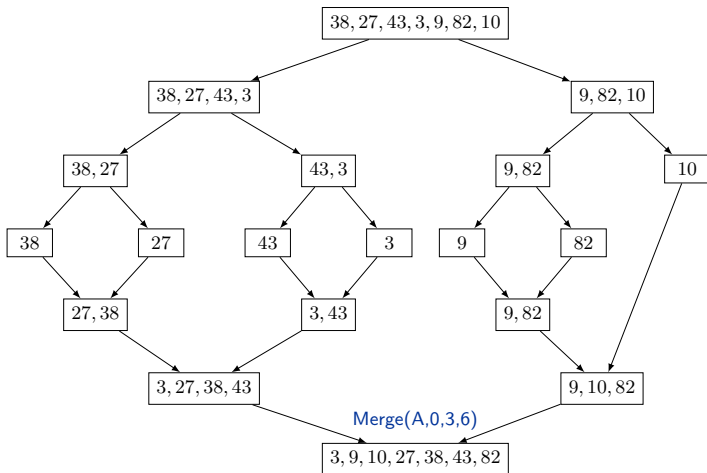 38, 27, 43, 3, 9, 82, 10
38, 27, 43, 3
9, 82, 10
38, 27
43, 3
9, 82
10
38
27
43
3
9
82
27, 38
3, 43
9, 82
3, 27, 38, 43
9, 10, 82
Merge(A,0,3,6)
3, 9, 10, 27, 38, 43, 82